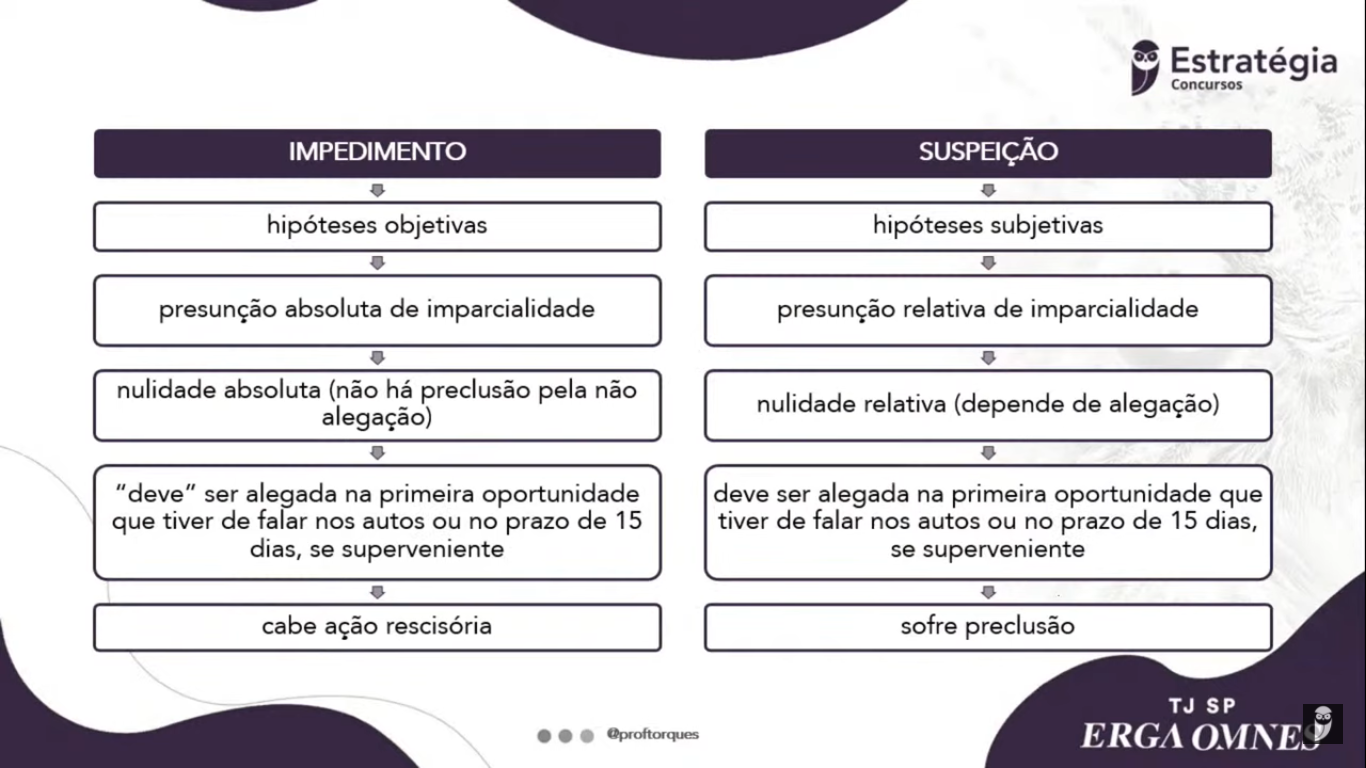 Estratégia
Concursos
IMPEDIMENTO
hipóteses objetivas
presunção absoluta de imparcialidade
nulidade absoluta (não há preclusão pela não
alegação)
“deve” ser alegada na primeira oportunidade
que tiver de falar nos autos ou no prazo de 15
dias, se superveniente
cabe ação rescisória
SUSPEIÇÃO
hipóteses subjetivas
presunção relativa de imparcialidade
nulidade relativa (depende de alegação)
deve ser alegada na primeira oportunidade que
tiver de falar nos autos ou no prazo de 15 dias,
se superveniente
sofre preclusão
@proftorques
TJ SP
ERGA OMNES